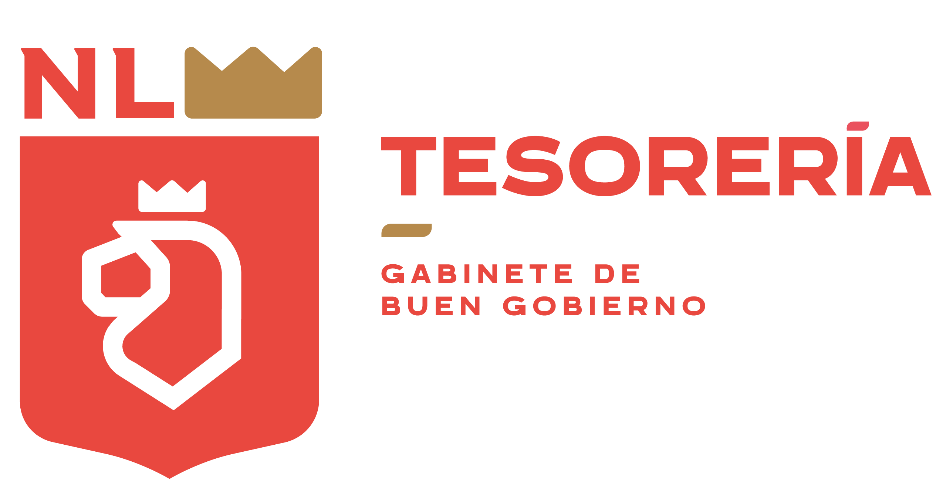 NL
TESORERÍA
GABINETE DE
BUEN GOBIERNO